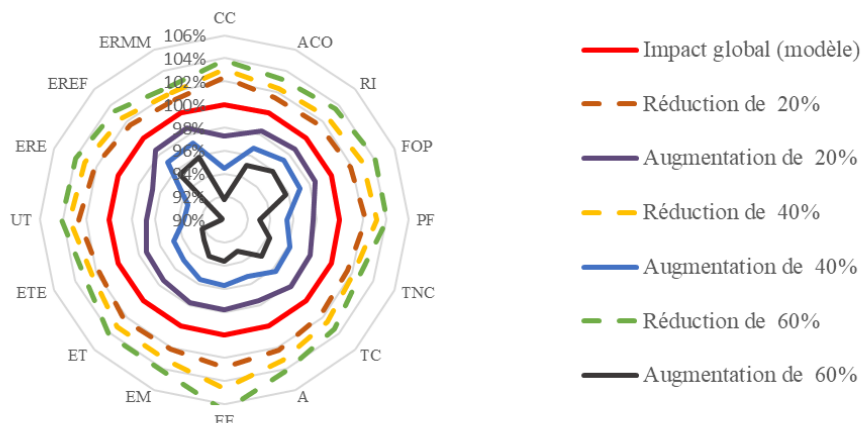 CC
ACO
RI
FOP
PF
TNC
TC
A
EE
EM
ET
ETE
UT
ERE
EREF
ERMM
106%
104%
102%
100%
98%
96%
94%
92%
90%
Impact global (modèle)
Réduction de 20%
Augmentation de 20%
Réduction de 40%
Augmentation de 40%
Réduction de 60%
Augmentation de 60%